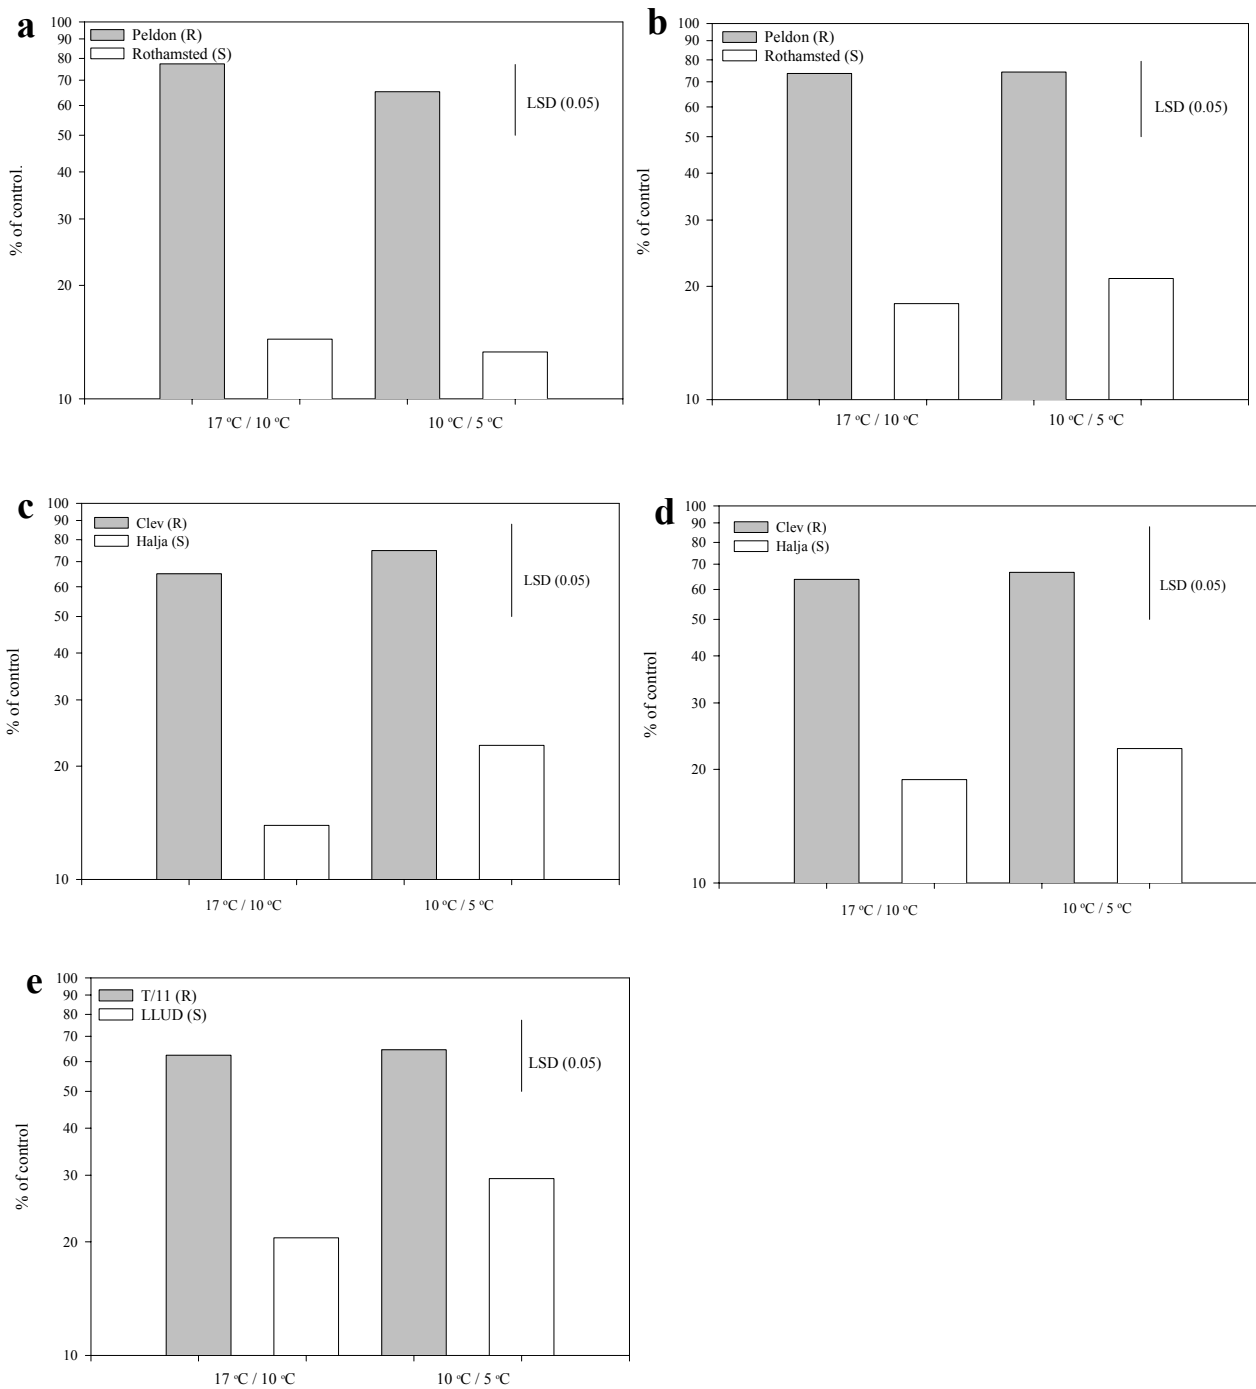 a
% of control.
100
90
80
70
60
50
40
30
20
10
Peldon (R)
Rothamsted (S)
LSD (0.05)
17 °C / 10 °C
10 °C / 5 °C
b
% of control
100
90
80
70
60
50
40
30
20
10
Peldon (R)
Rothamsted (S)
LSD (0.05)
17 °C / 10 °C
10 °C / 5 °C
c
% of control
100
90
80
70
60
50
40
30
20
10
Clev (R)
Halja (S)
LSD (0.05)
17 °C / 10 °C
10 °C / 5 °C
d
% of control
100
90
80
70
60
50
40
30
20
10
Clev (R)
Halja (S)
LSD (0.05)
17 °C / 10 °C
10 °C / 5 °C
e
% of control
100
90
80
70
60
50
40
30
20
10
T/11 (R)
LLUD (S)
LSD (0.05)
17 °C / 10 °C
10 °C / 5 °C